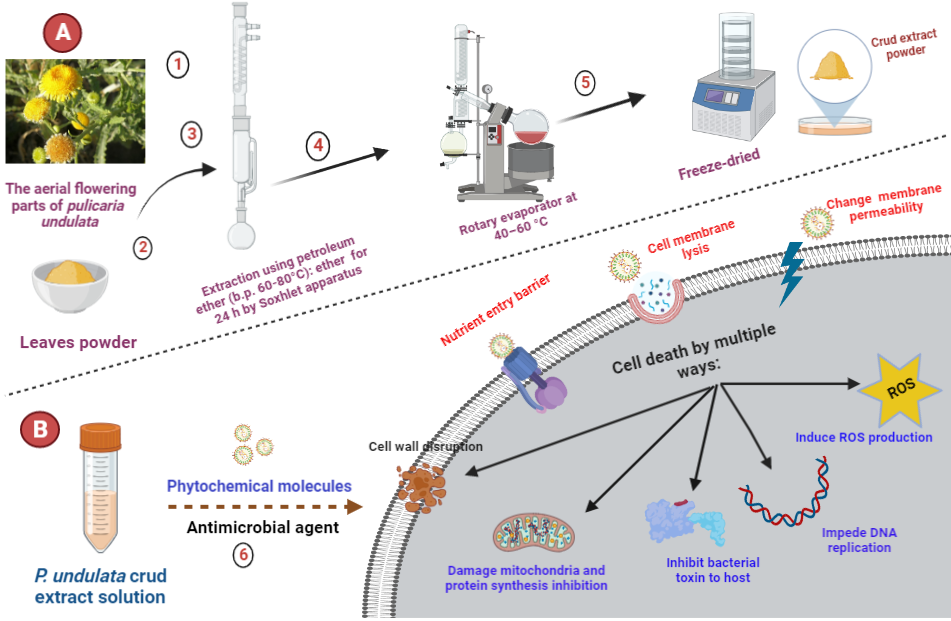 A
1
The aerial flowering
parts of pulicaria
undulata
2
Leaves powder
3
Extraction using petroleum
ether (b.p. 60-80°C): ether for
24 h by Soxhlet apparatus
4
Rotary evaporator at
40–60 °C
5
Freeze-dried
Crud extract
powder
B
P. undulata crud
extract solution
Phytochemical molecules
Antimicrobial agent
6
Nutrient entry barrier
Cell membrane
lysis
Change membrane
permeability
Cell death by multiple
ways:
Cell wall disruption
Damage mitochondria and
protein synthesis inhibition
Inhibit bacterial
toxin to host
Impede DNA
replication
ROS
Induce ROS production